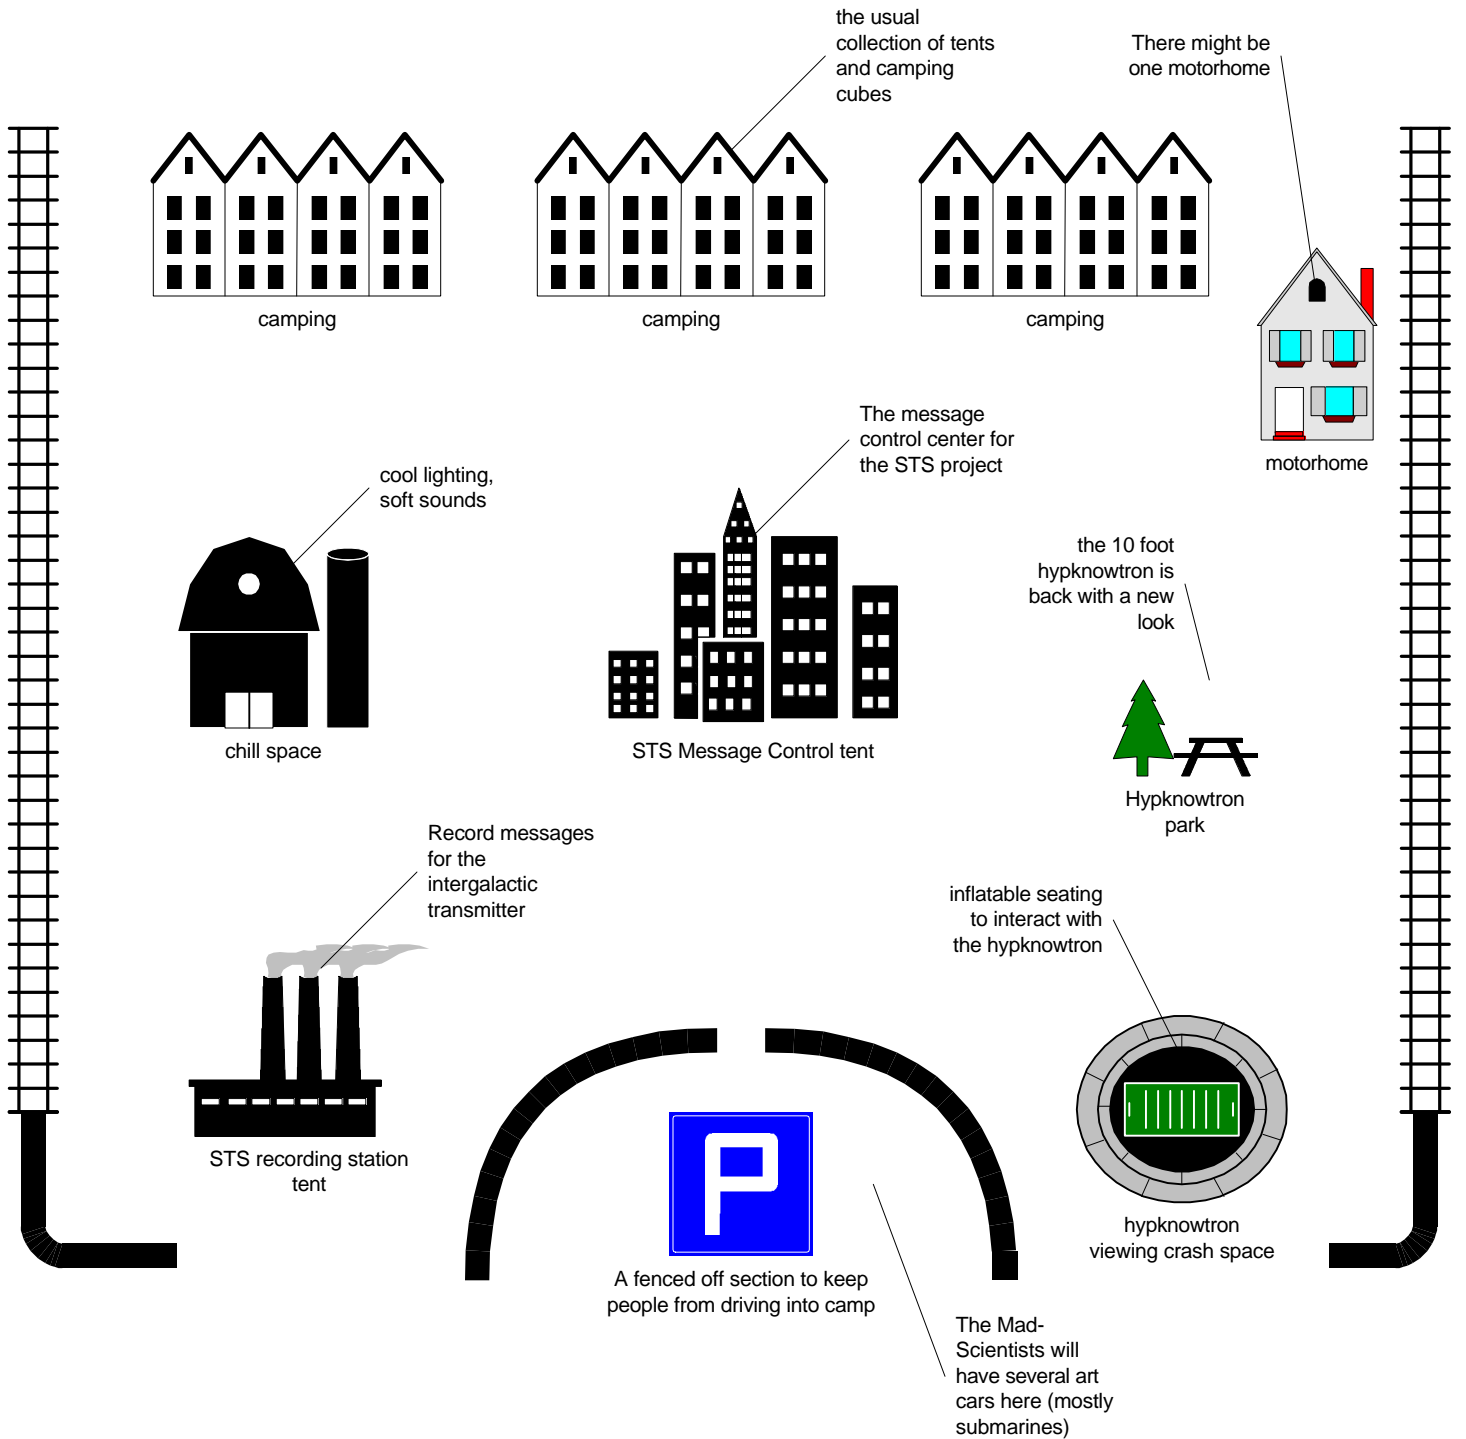 the usual
collection of tents
and camping
cubes
There might be
one motorhome
camping
camping
camping
motorhome
The message
control center for
the STS project
cool lighting,
soft sounds
the 10 foot
hypknowtron is
back with a new
look
chill space
STS Message Control tent
Hypknowtron
park
Record messages
for the
intergalactic
transmitter
inflatable seating
to interact with
the hypknowtron
STS recording station
tent
P
hypknowtron
viewing crash space
A fenced off section to keep
people from driving into camp
The Mad-
Scientists will
have several art
cars here (mostly
submarines)